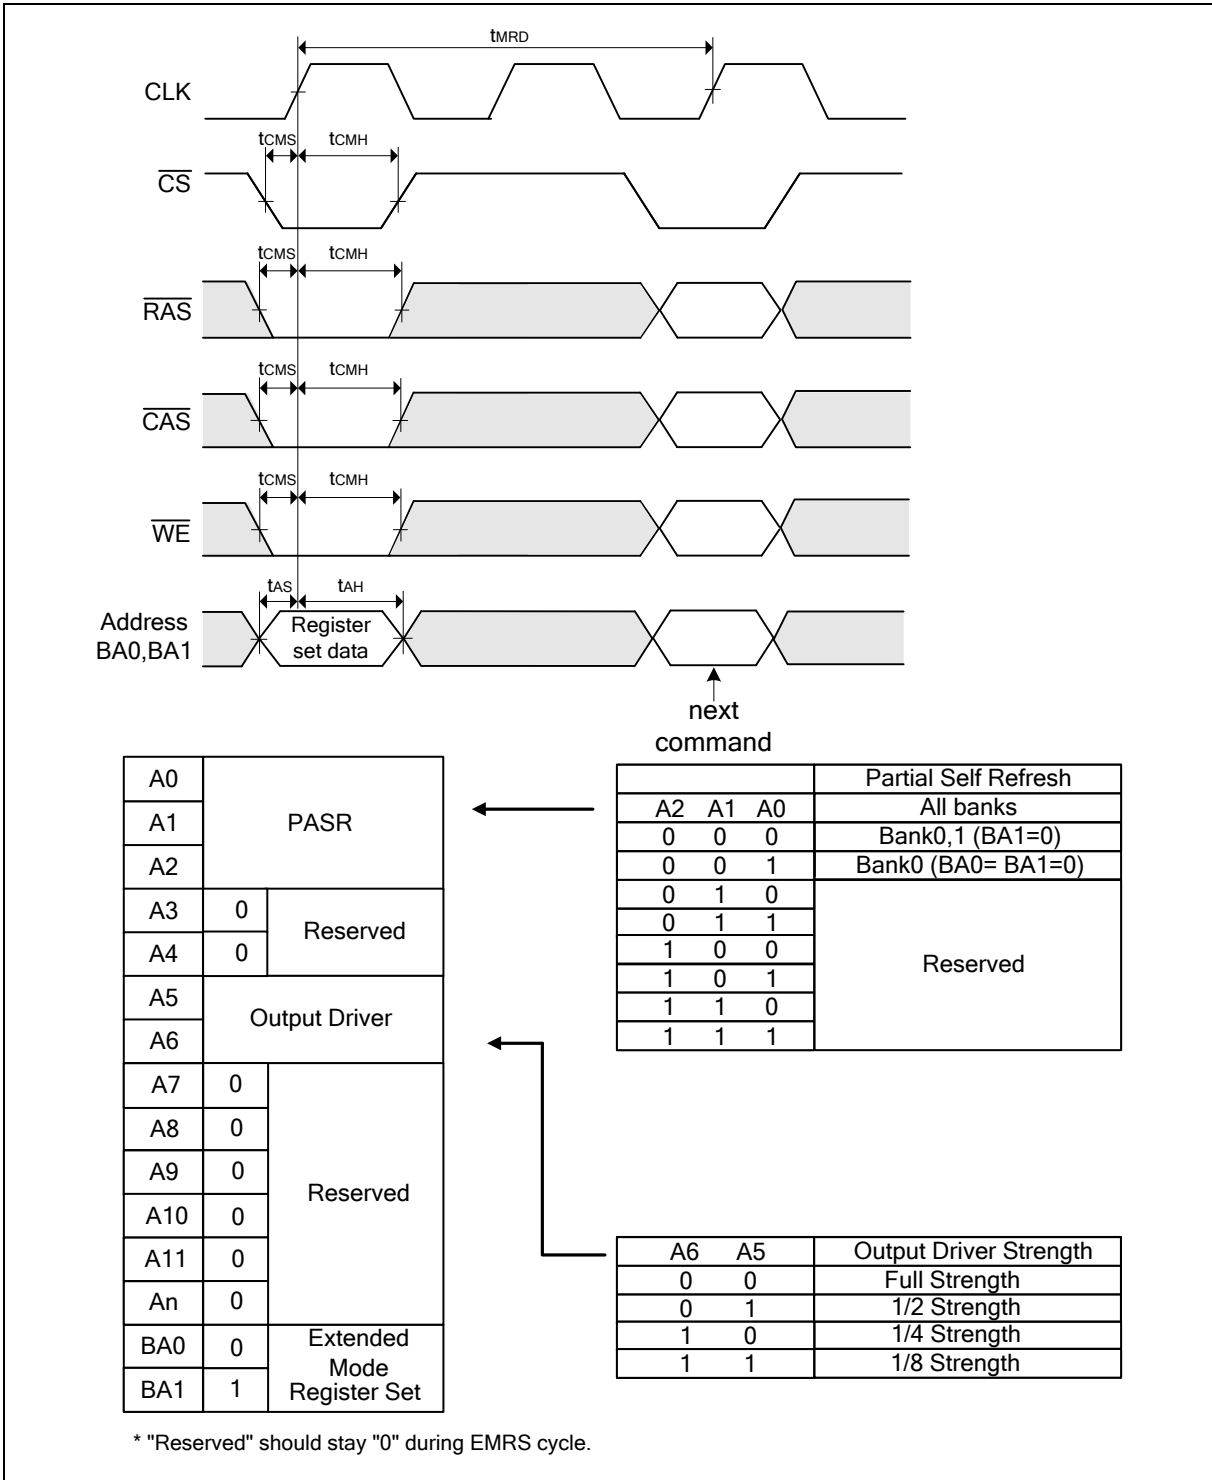 tMRD
CLK
tCMS tCMH
CS
tCMS tCMH
RAS
tCMS tCMH
CAS
tCMS tCMH
WE
tAS tAH
Address
BA0,BA1
Register
set data
next
command
A0
A1 PASR
A2
A3 0
Reserved
A4 0
A5
Output Driver
A6
A7 0
A8 0
A9 0
Reserved
A10 0
A11 0
An 0
BA0 0
Extended
Mode
Register Set
BA1 1
Partial Self Refresh
A2 A1 A0 All banks
0 0 0 Bank0,1 (BA1=0)
0 0 1 Bank0 (BA0= BA1=0)
0 1 0
0 1 1
1 0 0
Reserved
1 0 1
1 1 0
1 1 1
A6 A5 Output Driver Strength
0 0 Full Strength
0 1 1/2 Strength
1 0 1/4 Strength
1 1 1/8 Strength
* "Reserved" should stay "0" during EMRS cycle.